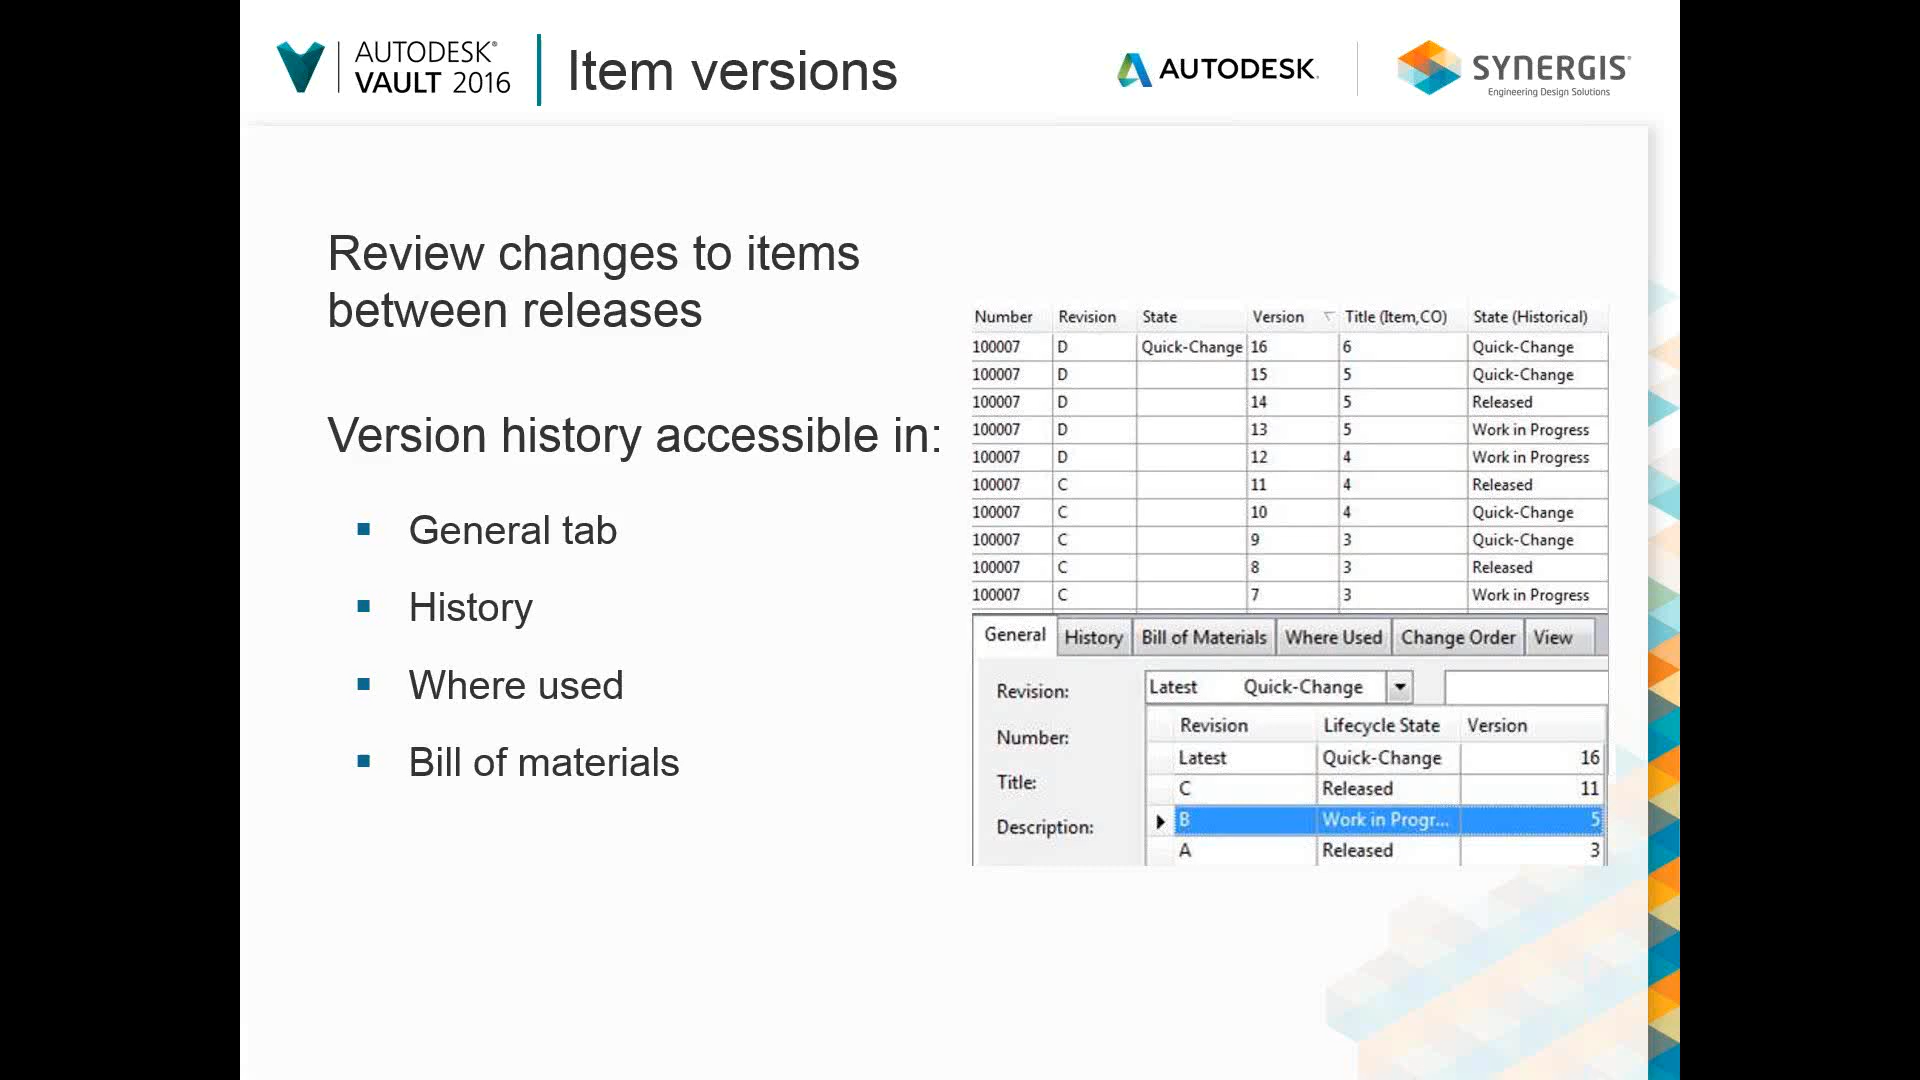 AUTODESK®
VAULT 2016
Item versions
AUTODESK.
SYNERGIS®
Engineering Design Solutions
Review changes to items
between releases
Version history accessible in:
▪ General tab
▪ History
▪ Where used
▪ Bill of materials
Number Revision State Version Title (Item,CO) State (Historical)
100007 D Quick-Change 16 6 Quick-Change
100007 D 15 5 Quick-Change
100007 D 14 5 Released
100007 D 13 5 Work in Progress
100007 D 12 4 Work in Progress
100007 C 11 4 Released
100007 C 10 4 Quick-Change
100007 C 9 3 Quick-Change
100007 C 8 3 Released
100007 C 7 3 Work in Progress
General History Bill of Materials Where Used Change Order View
Revision: Latest Quick-Change
Number:
Title:
Description:
Revision Lifecycle State Version
Latest Quick-Change 16
C Released 11
B Work in Progr... 5
A Released 3